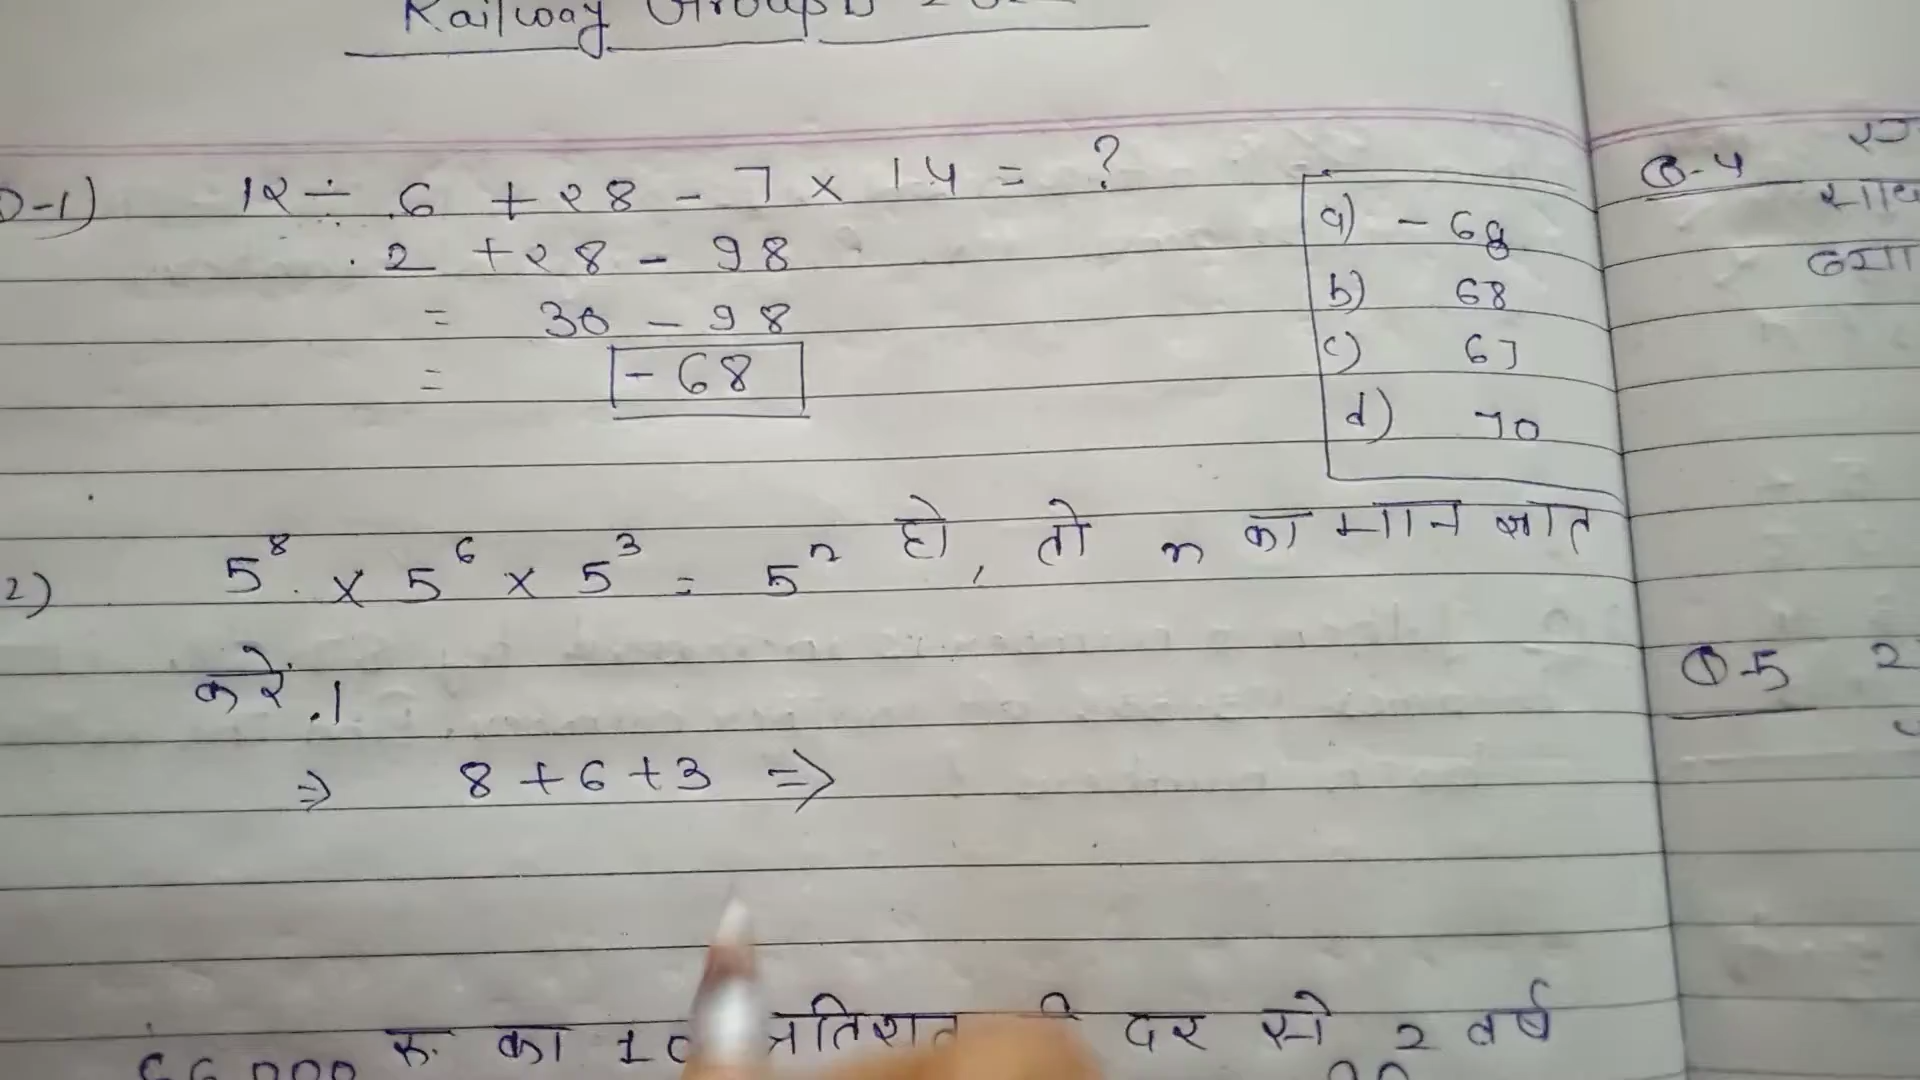 Railway Group D
Q-1) 12 ÷ 6 + 28 - 7 × 14 = ?
2 + 28 - 98
= 30 - 98
= - 68
a) - 68
b) 68
c) 67
d) 70
2) 5⁸ × 5⁶ × 5³ = 5ⁿ हो, तो n का मान ज्ञात
करे।
⇒ 8 + 6 + 3 ⇒
रु. का 10 प्रतिशत की दर से 2 वर्ष
Q-4
Q-5 2